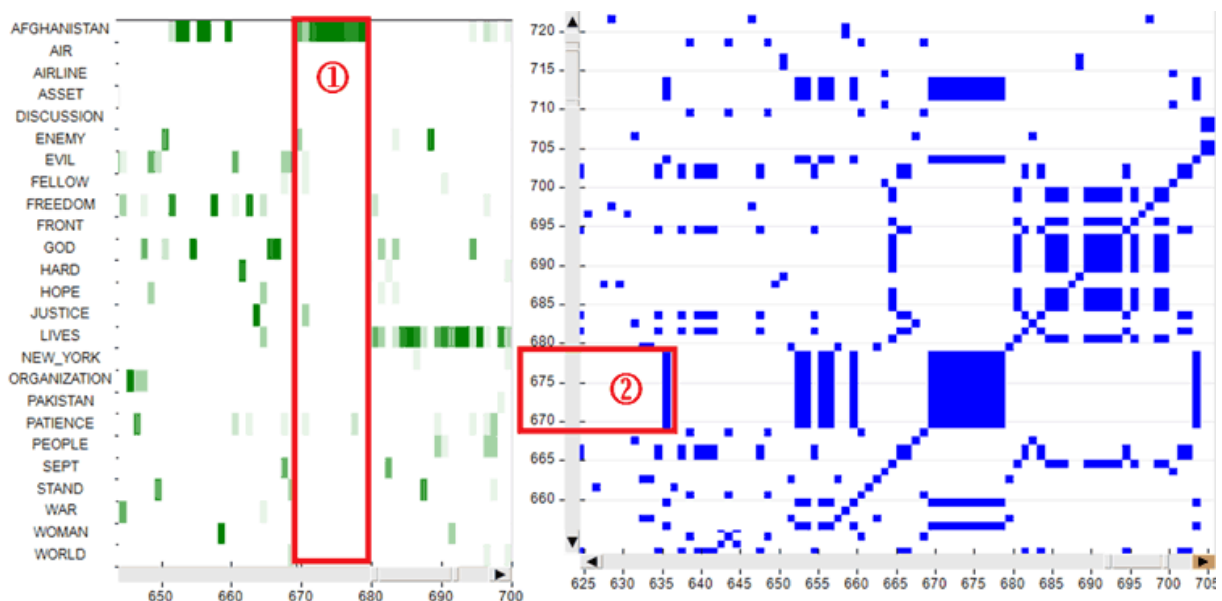 AFGHANISTAN
AIR
AIRLINE
ASSET
DISCUSSION
ENEMY
EVIL
FELLOW
FREEDOM
FRONT
GOD
HARD
HOPE
JUSTICE
LIVES
NEW_YORK
ORGANIZATION
PAKISTAN
PATIENCE
PEOPLE
SEPT
STAND
WAR
WOMAN
WORLD
650 660 670 680 690 700
①
720
715
710
705
700
695
690
685
680
675
670
665
660
②
625 630 635 640 645 650 655 660 665 670 675 680 685 690 695 700 705